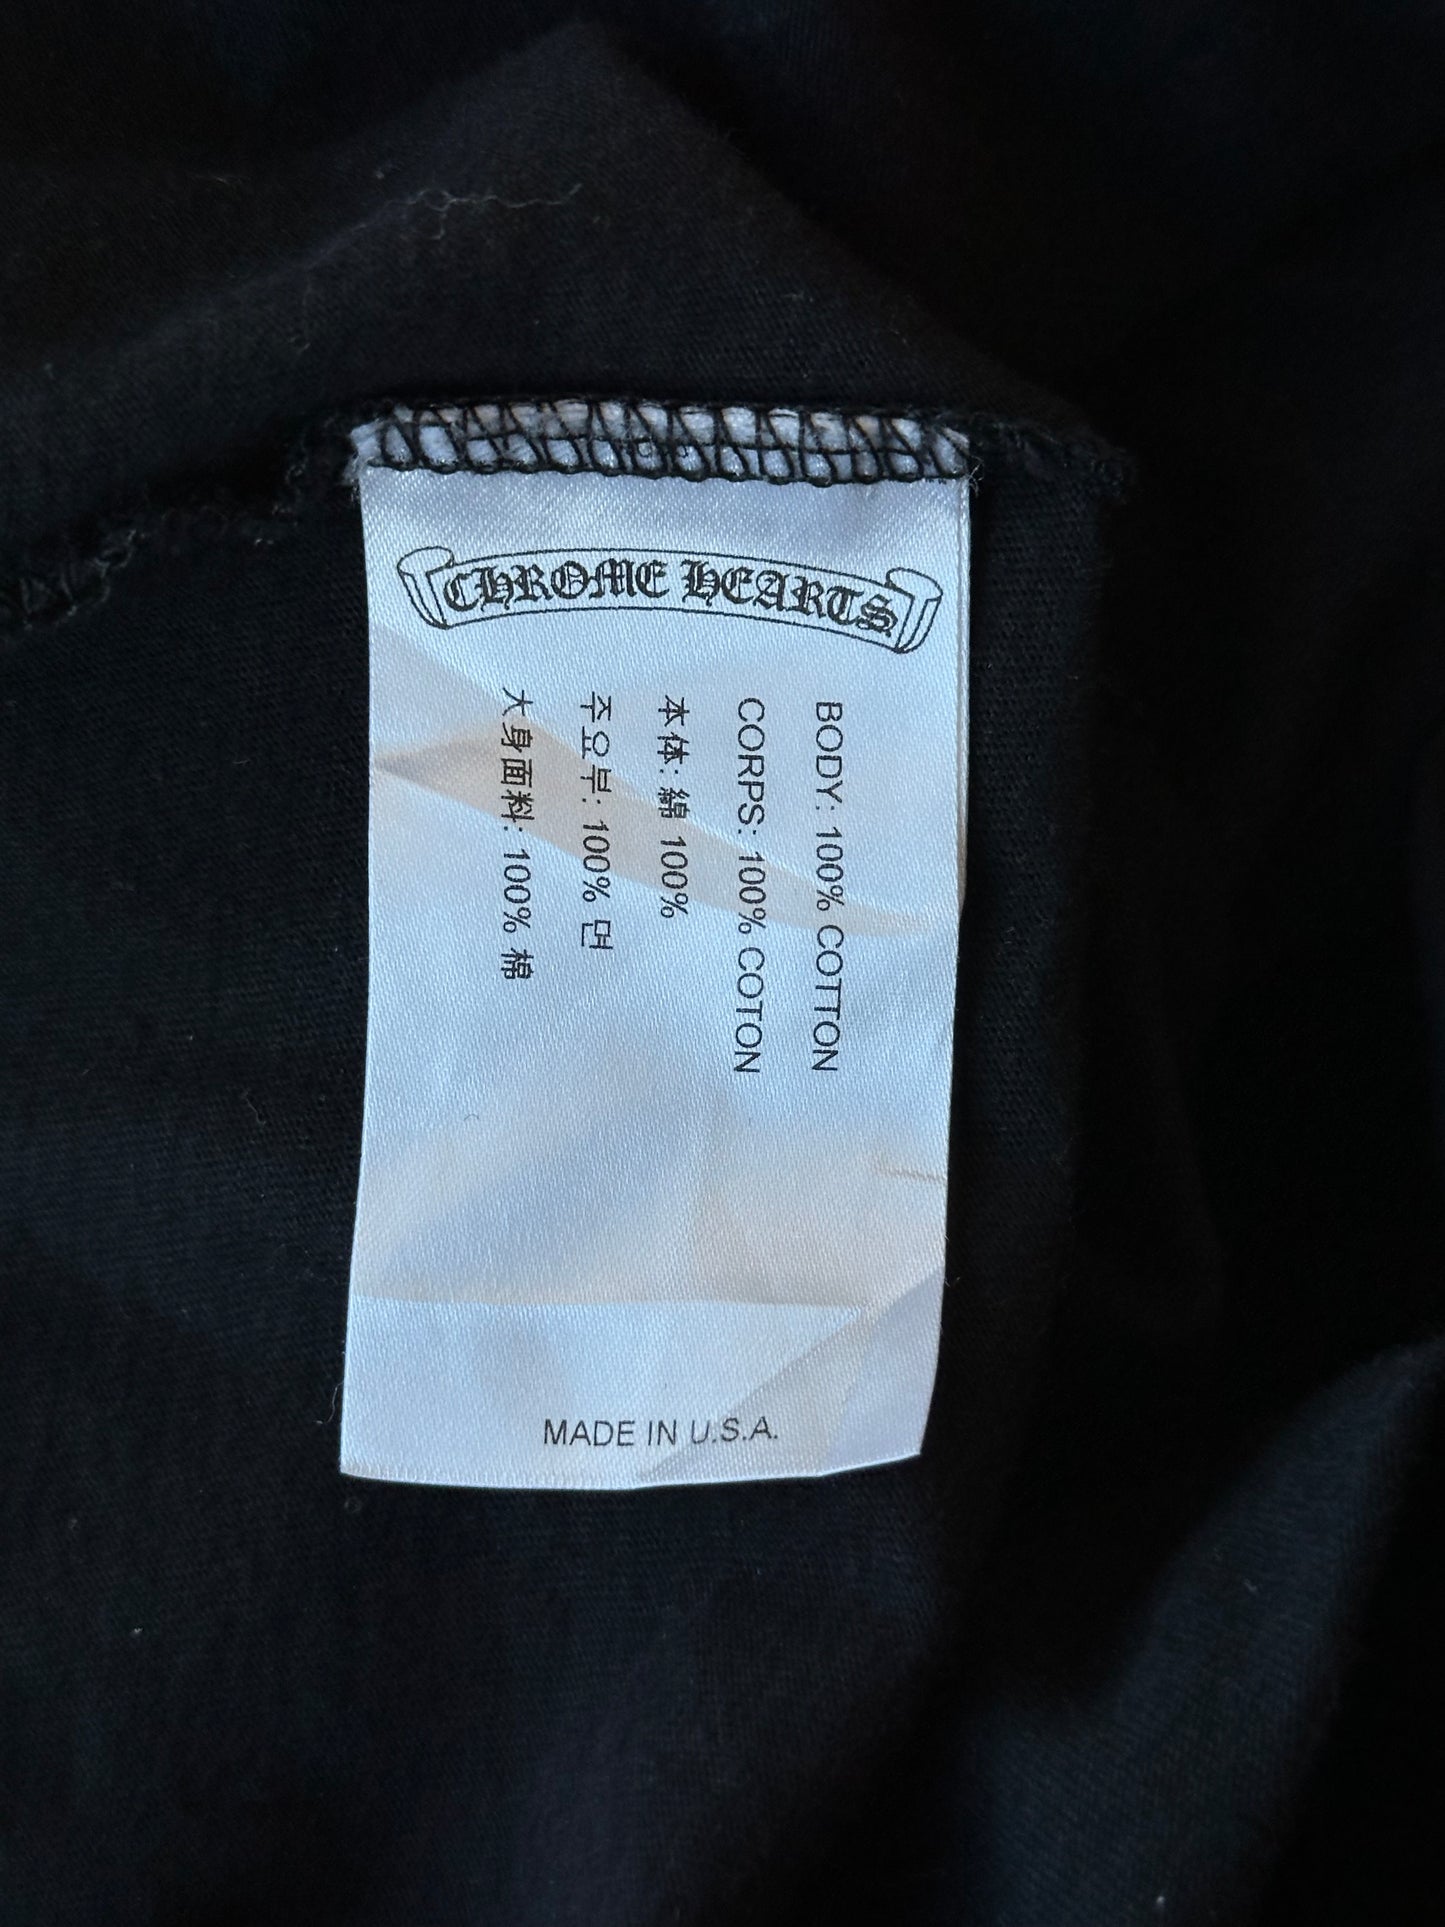 CHROME HEARTS
BODY: 100% COTTON
CORPS: 100% COTON
本体: 綿 100%
주요부: 100% 면
大身面料: 100% 棉
MADE IN U.S.A.